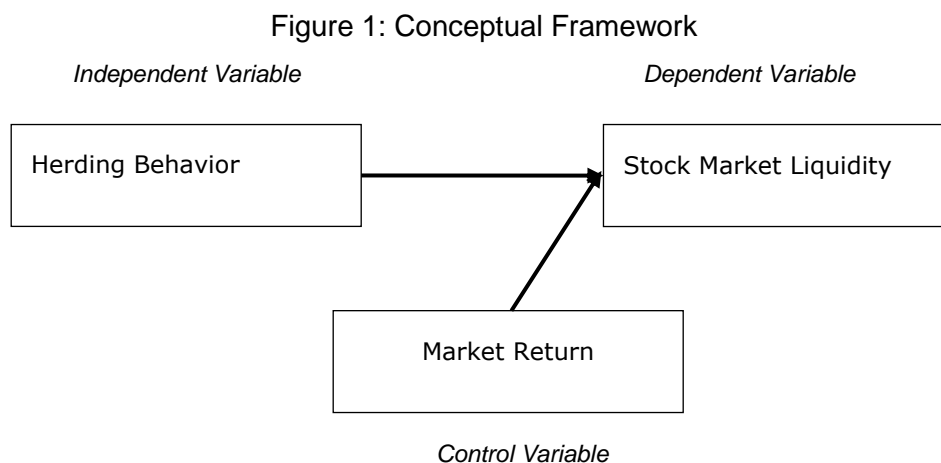 Figure 1: Conceptual Framework
Independent Variable
Dependent Variable
Herding Behavior
Stock Market Liquidity
Market Return
Control Variable